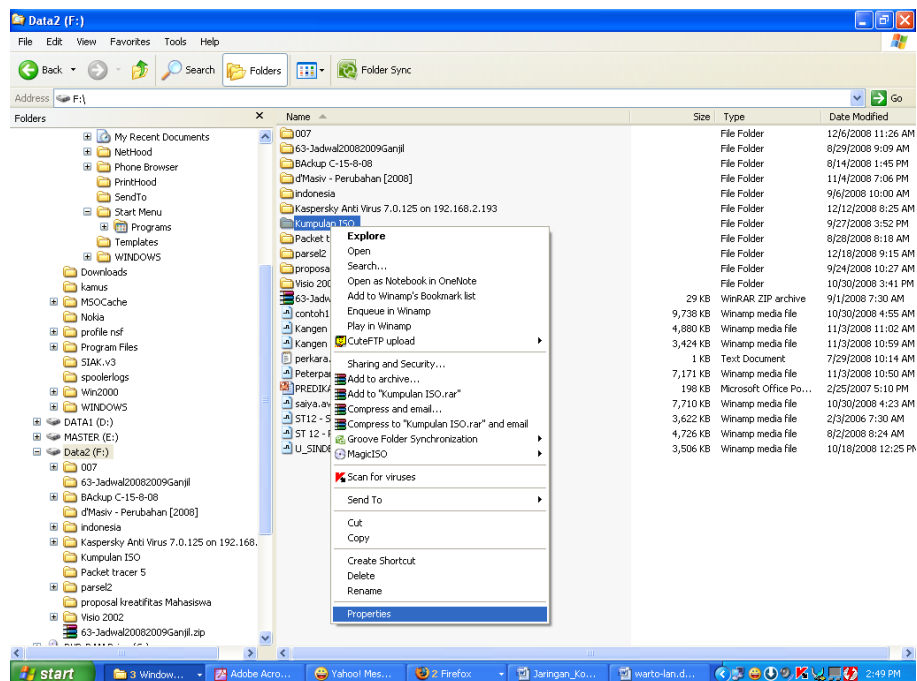 Data2 (F:)
File Edit View Favorites Tools Help
Back Search Folders Folder Sync
Address F:\ Go
Folders
My Recent Documents
NetHood
Phone Browser
PrintHood
SendTo
Start Menu
Programs
Templates
WINDOWS
Downloads
kamus
MSOCache
Nokia
profile nsf
Program Files
SIAK.v3
spoolerlogs
Win2000
WINDOWS
DATA1 (D:)
MASTER (E:)
Data2 (F:)
007
63-Jadwal20082009Ganjil
BAckup C-15-8-08
d'Masiv - Perubahan [2008]
indonesia
Kaspersky Anti Virus 7.0.125 on 192.168.
Kumpulan ISO
Packet tracer 5
parsel2
proposal kreatifitas Mahasiswa
Visio 2002
63-Jadwal20082009Ganjil.zip
Name Size Type Date Modified
007 File Folder 12/6/2008 11:26 AM
63-Jadwal20082009Ganjil File Folder 8/29/2008 9:09 AM
BAckup C-15-8-08 File Folder 8/14/2008 1:45 PM
d'Masiv - Perubahan [2008] File Folder 11/4/2008 7:06 PM
indonesia File Folder 9/6/2008 10:00 AM
Kaspersky Anti Virus 7.0.125 on 192.168.2.193 File Folder 12/12/2008 8:25 AM
Kumpulan ISO File Folder 9/27/2008 3:52 PM
Packet t File Folder 8/28/2008 8:18 AM
parsel2 File Folder 12/18/2008 9:15 AM
proposa File Folder 9/24/2008 10:27 AM
Visio 200 File Folder 10/30/2008 3:41 PM
63-Jadw 29 KB WinRAR ZIP archive 9/1/2008 7:30 AM
contoh1 9,738 KB Winamp media file 10/30/2008 4:55 AM
Kangen 4,880 KB Winamp media file 11/3/2008 11:02 AM
Kangen 3,424 KB Winamp media file 11/3/2008 10:59 AM
perkara. 1 KB Text Document 7/29/2008 10:14 AM
Peterpa 7,171 KB Winamp media file 11/3/2008 10:50 AM
PREDIKA 198 KB Microsoft Office Po... 2/25/2007 5:10 PM
saiya.av 7,710 KB Winamp media file 10/30/2008 4:23 AM
ST12 - S 3,622 KB Winamp media file 2/3/2006 7:30 AM
ST 12 - 4,726 KB Winamp media file 8/2/2008 8:24 AM
U_SINDE 3,506 KB Winamp media file 10/18/2008 12:25 PM
Explore
Open
Search...
Open as Notebook in OneNote
Add to Winamp's Bookmark list
Enqueue in Winamp
Play in Winamp
CuteFTP upload
Sharing and Security...
Add to archive...
Add to "Kumpulan ISO.rar"
Compress and email...
Compress to "Kumpulan ISO.rar" and email
Groove Folder Synchronization
MagicISO
Scan for viruses
Send To
Cut
Copy
Create Shortcut
Delete
Rename
Properties
start 3 Window... Adobe Acro... Yahoo! Mes... 2 Firefox Jaringan_Ko... warto-lan.d... 2:49 PM